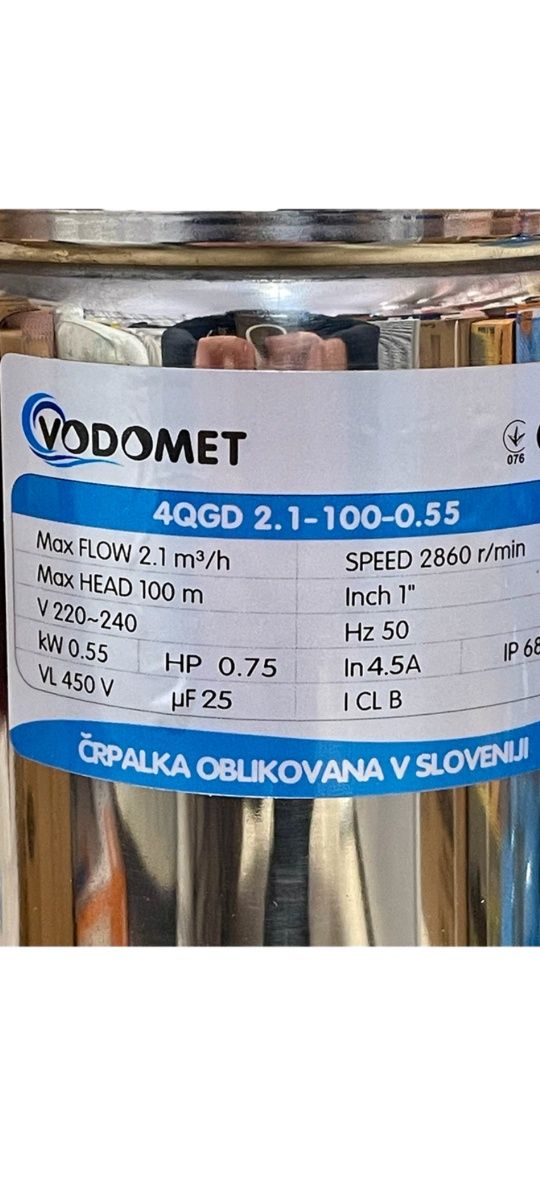 VODOMET
076
4QGD 2.1-100-0.55
Max FLOW 2.1 m³/h
SPEED 2860 r/min
Max HEAD 100 m
Inch 1"
V 220~240
Hz 50
kW 0.55
HP 0.75
In 4.5A
IP 68
VL 450 V
µF 25
I CL B
ČRPALKA OBLIKOVANA V SLOVENIJI